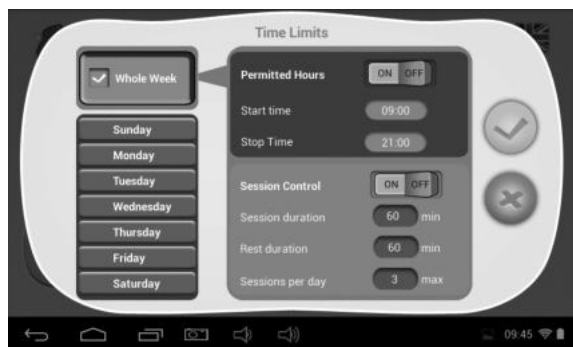 Time Limits
Whole Week
Sunday
Monday
Tuesday
Wednesday
Thursday
Friday
Saturday
Permitted Hours ON OFF
Start time 09:00
Stop Time 21:00
Session Control ON OFF
Session duration 60 min
Rest duration 60 min
Sessions per day 3 max
09:45